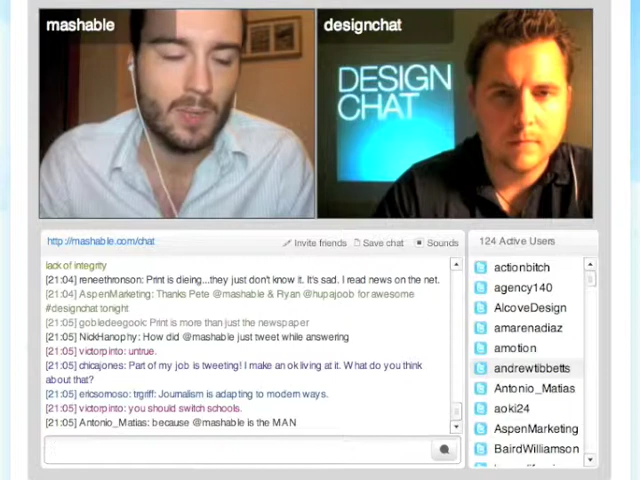 mashable
designchat
DESIGN
CHAT
http://mashable.com/chat
Invite friends
Save chat
Sounds
124 Active Users
lack of integrity
[21:04] reneethronson: Print is dieing...they just don't know it. It's sad. I read news on the net.
[21:04] AspenMarketing: Thanks Pete @mashable & Ryan @hupajoob for awesome
#designchat tonight
[21:05] gobledeegook: Print is more than just the newspaper
[21:05] NickHanophy: How did @mashable just tweet while answering
[21:05] victorpinto: untrue.
[21:05] chicajones: Part of my job is tweeting! I make an ok living at it. What do you think
about that?
[21:05] ericsomoso: trgriff: Journalism is adapting to modern ways.
[21:05] victorpinto: you should switch schools.
[21:05] Antonio_Matias: because @mashable is the MAN
actionbitch
agency140
AlcoveDesign
amarenadiaz
amotion
andrewtibbetts
Antonio_Matias
aoki24
AspenMarketing
BairdWilliamson